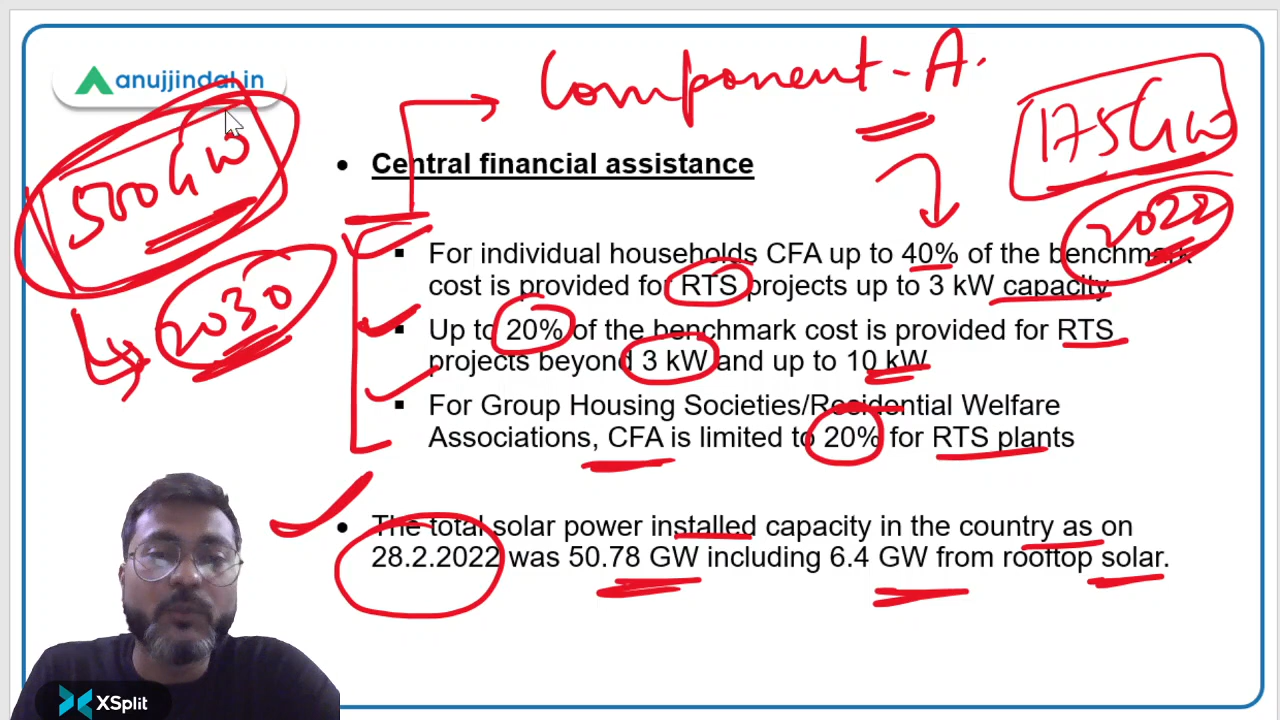 anujjindal.in
Component-A.
175GW
2022
500GW
2030
• Central financial assistance
▪ For individual households CFA up to 40% of the benchmark
cost is provided for RTS projects up to 3 kW capacity
▪ Up to 20% of the benchmark cost is provided for RTS
projects beyond 3 kW and up to 10 kW
▪ For Group Housing Societies/Residential Welfare
Associations, CFA is limited to 20% for RTS plants
• The total solar power installed capacity in the country as on
28.2.2022 was 50.78 GW including 6.4 GW from rooftop solar.
XSplit